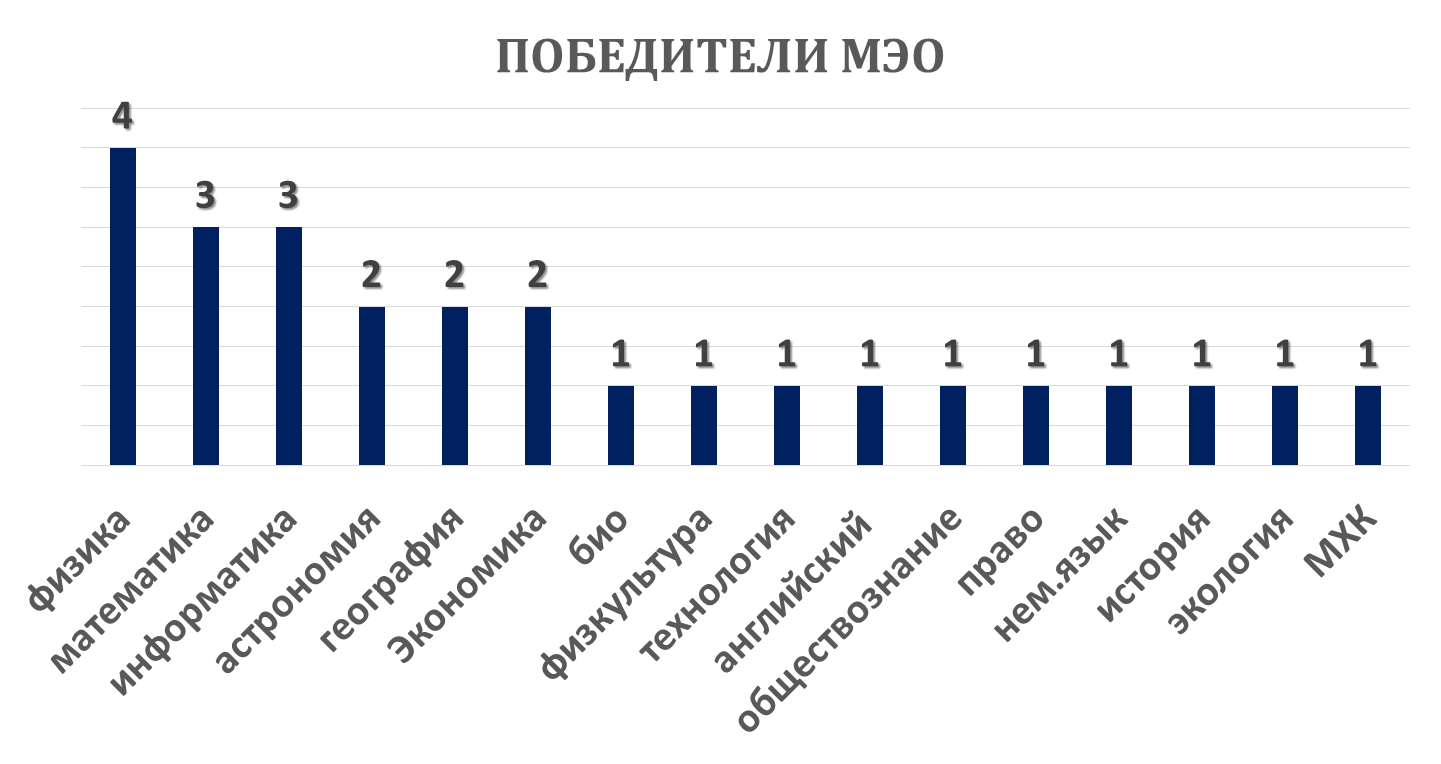 ПОБЕДИТЕЛИ МЭО
4
3
3
2
2
2
1
1
1
1
1
1
1
1
1
1
физика
математика
информатика
астрономия
география
Экономика
био
физкультура
технология
английский
обществознание
право
нем.язык
история
экология
МХК